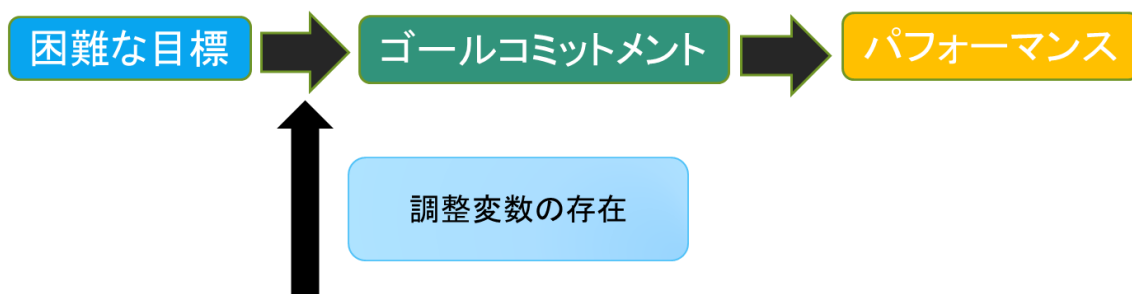 困難な目標
ゴールコミットメント
パフォーマンス
調整変数の存在